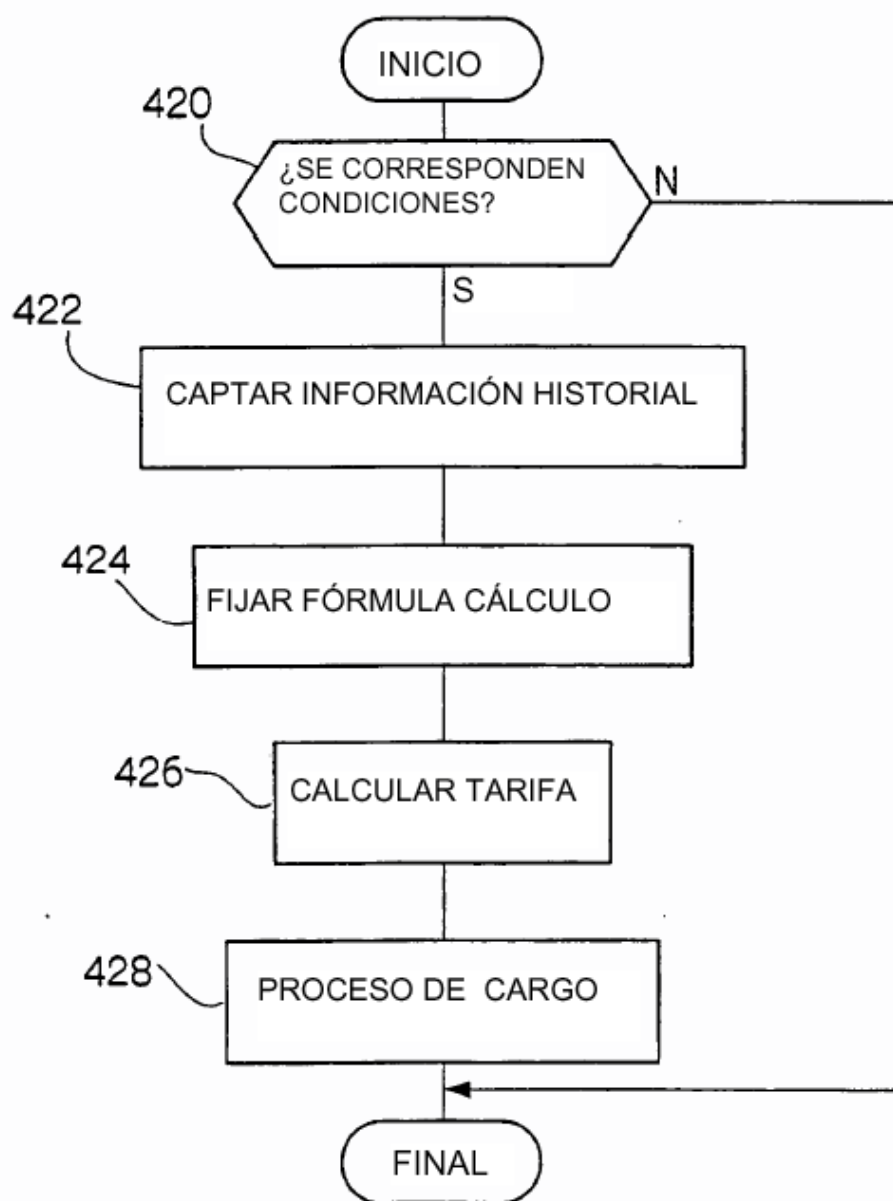 INICIO
420
¿SE CORRESPONDEN
CONDICIONES?
N
S
422
CAPTAR INFORMACIÓN HISTORIAL
424
FIJAR FÓRMULA CÁLCULO
426
CALCULAR TARIFA
428
PROCESO DE CARGO
FINAL